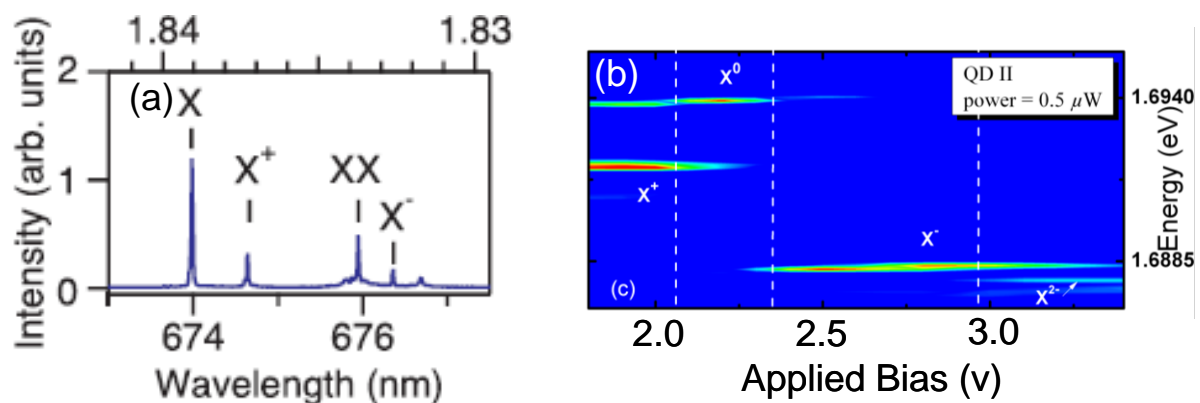 1.84 1.83
Intensity (arb. units)
2
1
0
(a)
X
X+
XX
X-
674 676
Wavelength (nm)
(b)
X0
QD II
power = 0.5 μW
X+
X-
X2-
(c)
1.6940
1.6885
Energy (eV)
2.0 2.5 3.0
Applied Bias (v)